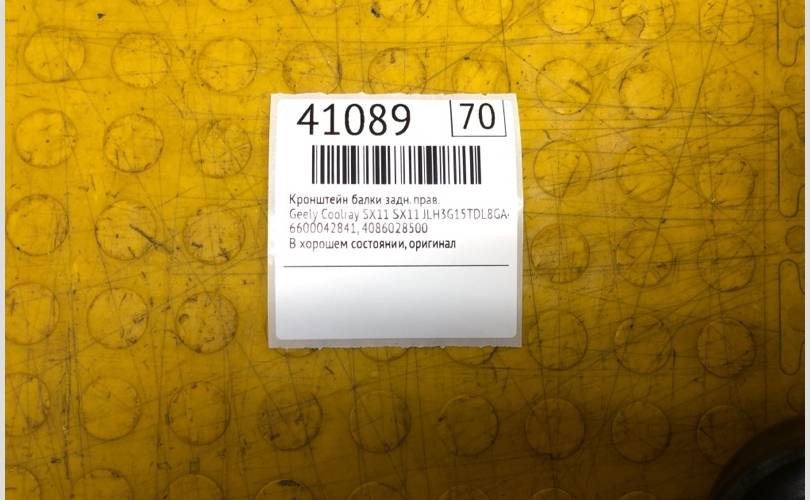 41089 70
Кронштейн балки задн. прав.
Geely Coolray SX11 SX11 JLH3G15TDL8GA-
6600042841, 4086028500
В хорошем состоянии, оригинал